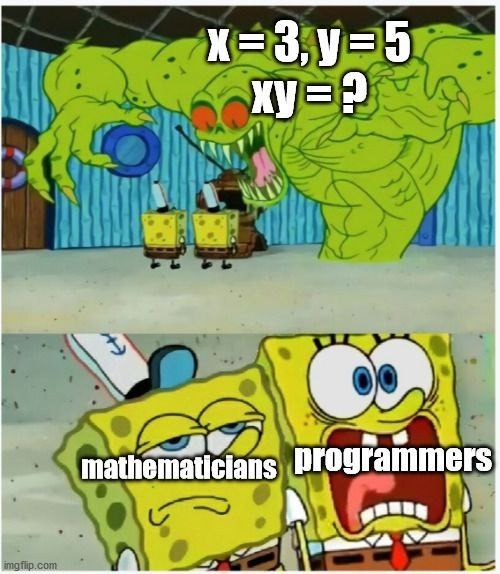 x = 3, y = 5
xy = ?
mathematicians
programmers
imgflip.com